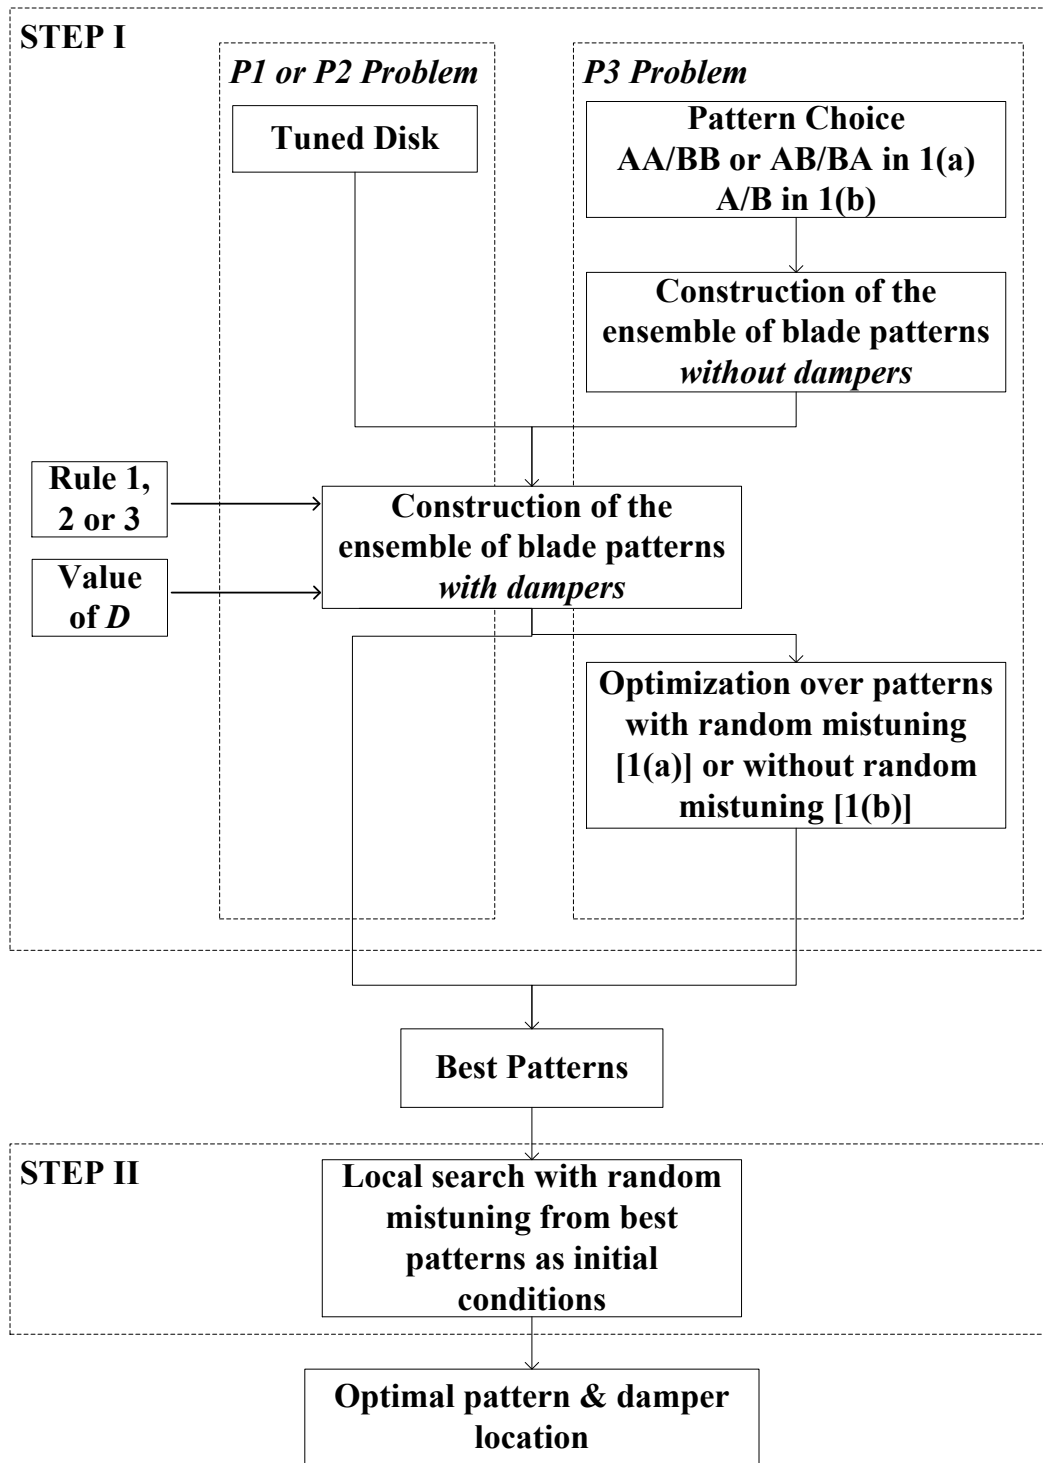 STEP I
P1 or P2 Problem
Tuned Disk
P3 Problem
Pattern Choice
AA/BB or AB/BA in 1(a)
A/B in 1(b)
Construction of the
ensemble of blade patterns
without dampers
Rule 1,
2 or 3
Value
of D
Construction of the
ensemble of blade patterns
with dampers
Optimization over patterns
with random mistuning
[1(a)] or without random
mistuning [1(b)]
Best Patterns
STEP II
Local search with random
mistuning from best
patterns as initial
conditions
Optimal pattern & damper
location